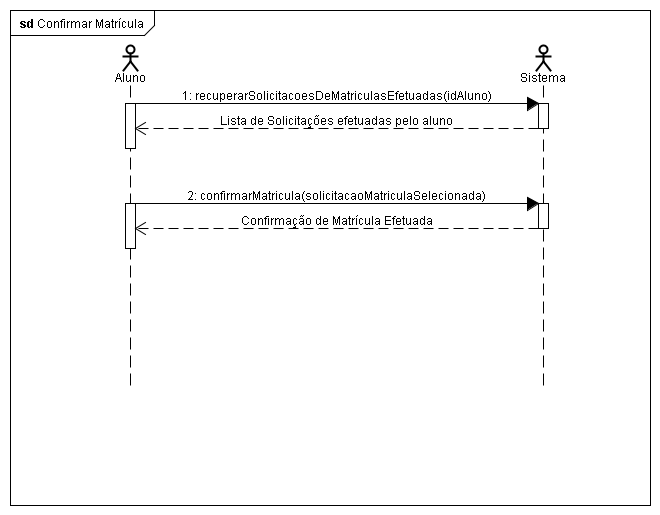 sd Confirmar Matrícula
Aluno
Sistema
1: recuperarSolicitacoesDeMatriculasEfetuadas(idAluno)
Lista de Solicitações efetuadas pelo aluno
2: confirmarMatricula(solicitacaoMatriculaSelecionada)
Confirmação de Matrícula Efetuada